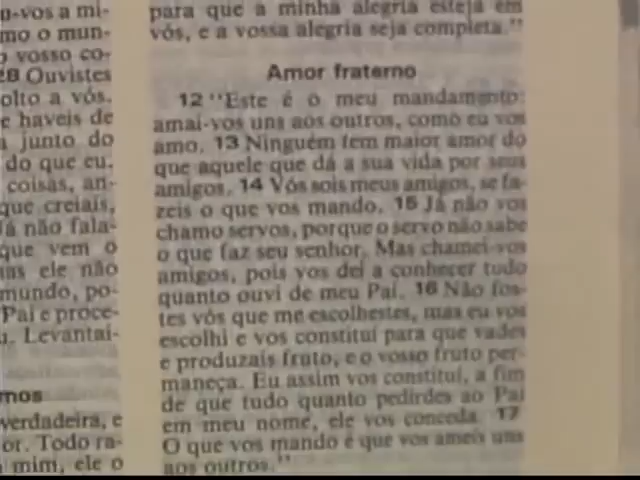 u-vos a mi-
mo o mun-
o vosso co-
28 Ouvistes
olto a vós.
e haveis de
a junto do
do que eu.
coisas, an-
que creiais,
Já não fala-
que vem o
mas ele não
mundo, po-
Pai e proce-
u. Levantai-
mos
verdadeira, e
or. Todo ra-
mim, ele o
para que a minha alegria esteja em
vós, e a vossa alegria seja completa."
Amor fraterno
12 "Este é o meu mandamento:
amai-vos uns aos outros, como eu vos
amo. 13 Ninguém tem maior amor do
que aquele que dá a sua vida por seus
amigos. 14 Vós sois meus amigos, se fa-
zeis o que vos mando. 15 Já não vos
chamo servos, porque o servo não sabe
o que faz seu senhor. Mas chamei-vos
amigos, pois vos dei a conhecer tudo
quanto ouvi de meu Pai. 16 Não fos-
tes vós que me escolhestes, mas eu vos
escolhi e vos constituí para que vades
e produzais fruto, e o vosso fruto per-
maneça. Eu assim vos constituí, a fim
de que tudo quanto pedirdes ao Pai
em meu nome, ele vos conceda. 17
O que vos mando é que vos ameis uns
aos outros."